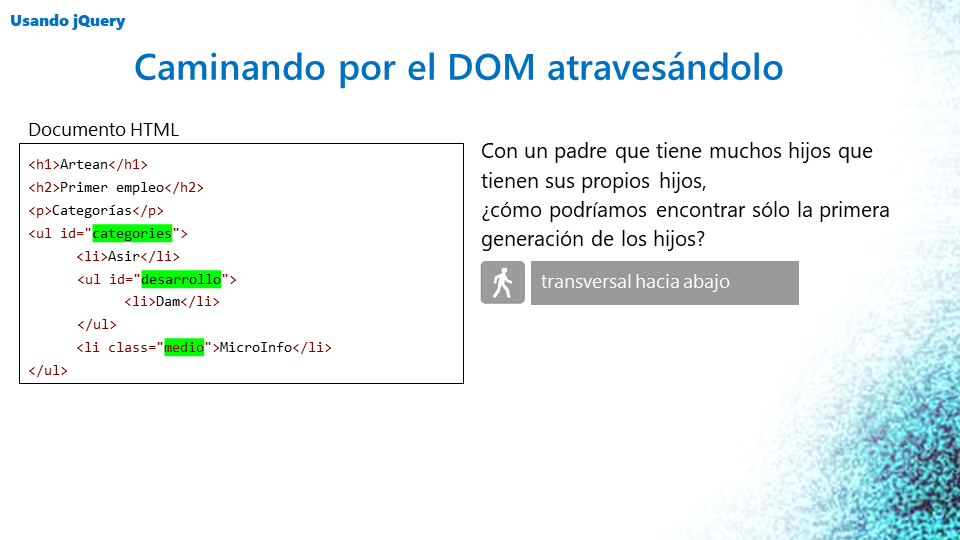 Usando jQuery
Caminando por el DOM atravesándolo
Documento HTML
<h1>Artean</h1>
<h2>Primer empleo</h2>
<p>Categorías</p>
<ul id="categories">
<li>Asir</li>
<ul id="desarrollo">
<li>Dam</li>
</ul>
<li class="medio">MicroInfo</li>
</ul>
Con un padre que tiene muchos hijos que
tienen sus propios hijos,
¿cómo podríamos encontrar sólo la primera
generación de los hijos?
transversal hacia abajo